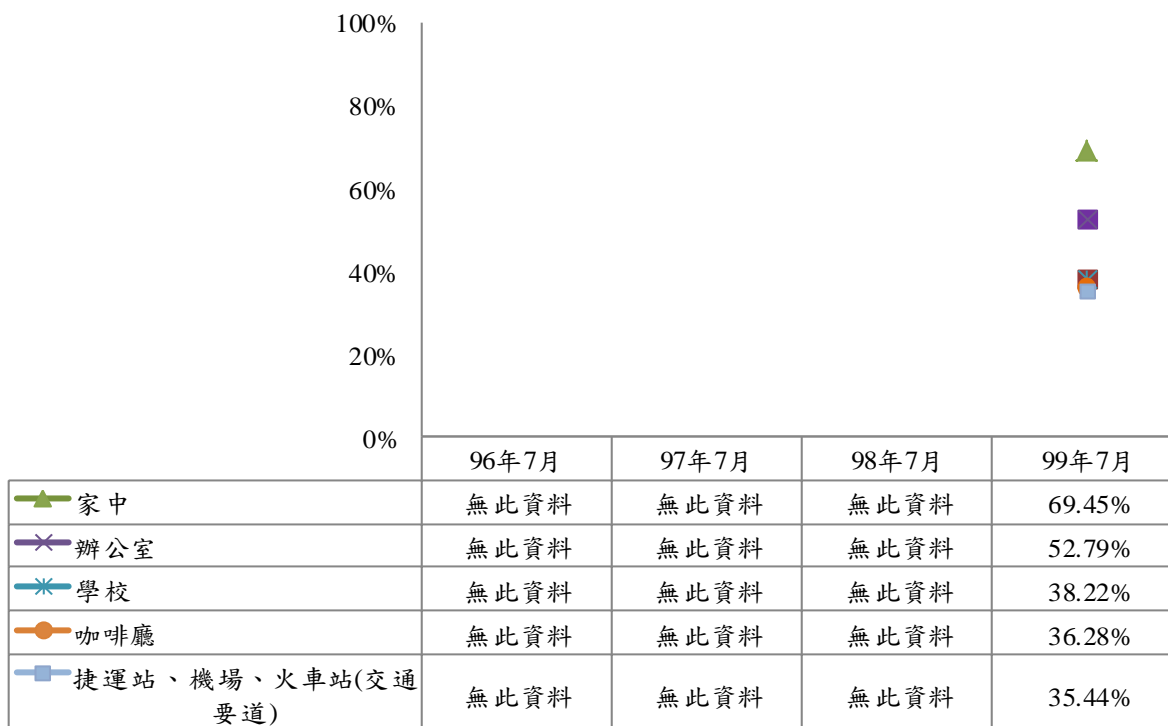 100%
80%
60%
40%
20%
0%
96年7月 97年7月 98年7月 99年7月
家中 無此資料 無此資料 無此資料 69.45%
辦公室 無此資料 無此資料 無此資料 52.79%
學校 無此資料 無此資料 無此資料 38.22%
咖啡廳 無此資料 無此資料 無此資料 36.28%
捷運站、機場、火車站(交通
要道) 無此資料 無此資料 無此資料 35.44%